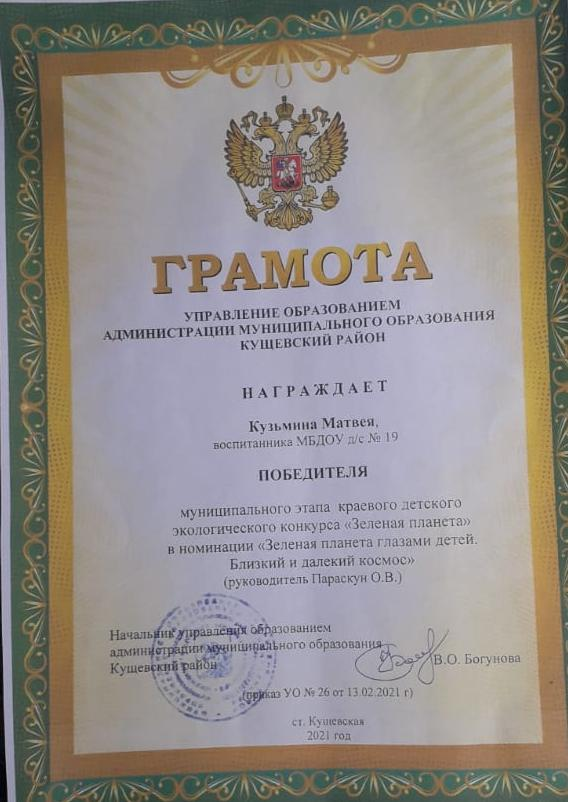 ГРАМОТА
УПРАВЛЕНИЕ ОБРАЗОВАНИЕМ
АДМИНИСТРАЦИИ МУНИЦИПАЛЬНОГО ОБРАЗОВАНИЯ
КУЩЕВСКИЙ РАЙОН
НАГРАЖДАЕТ
Кузьмина Матвея,
воспитанника МБДОУ д/с № 19
ПОБЕДИТЕЛЯ
муниципального этапа краевого детского
экологического конкурса «Зеленая планета»
в номинации «Зеленая планета глазами детей.
Близкий и далекий космос»
(руководитель Параскун О.В.)
Начальник управления образованием
администрации муниципального образования
Кущевский район
В.О. Богунова
(приказ УО № 26 от 13.02.2021 г)
ст. Кущевская
2021 год